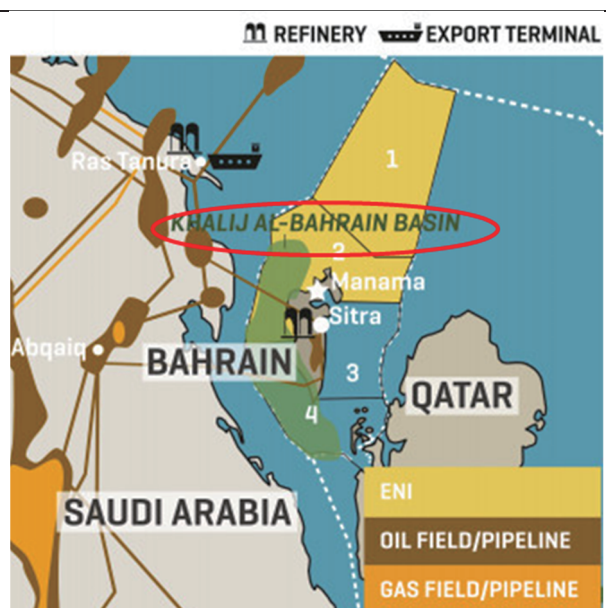 REFINERY EXPORT TERMINAL
1
Ras Tanura
KHALIJ AL-BAHRAIN BASIN
2
Manama
Sitra
Abqaiq
BAHRAIN
3
QATAR
4
ENI
SAUDI ARABIA
OIL FIELD/PIPELINE
GAS FIELD/PIPELINE